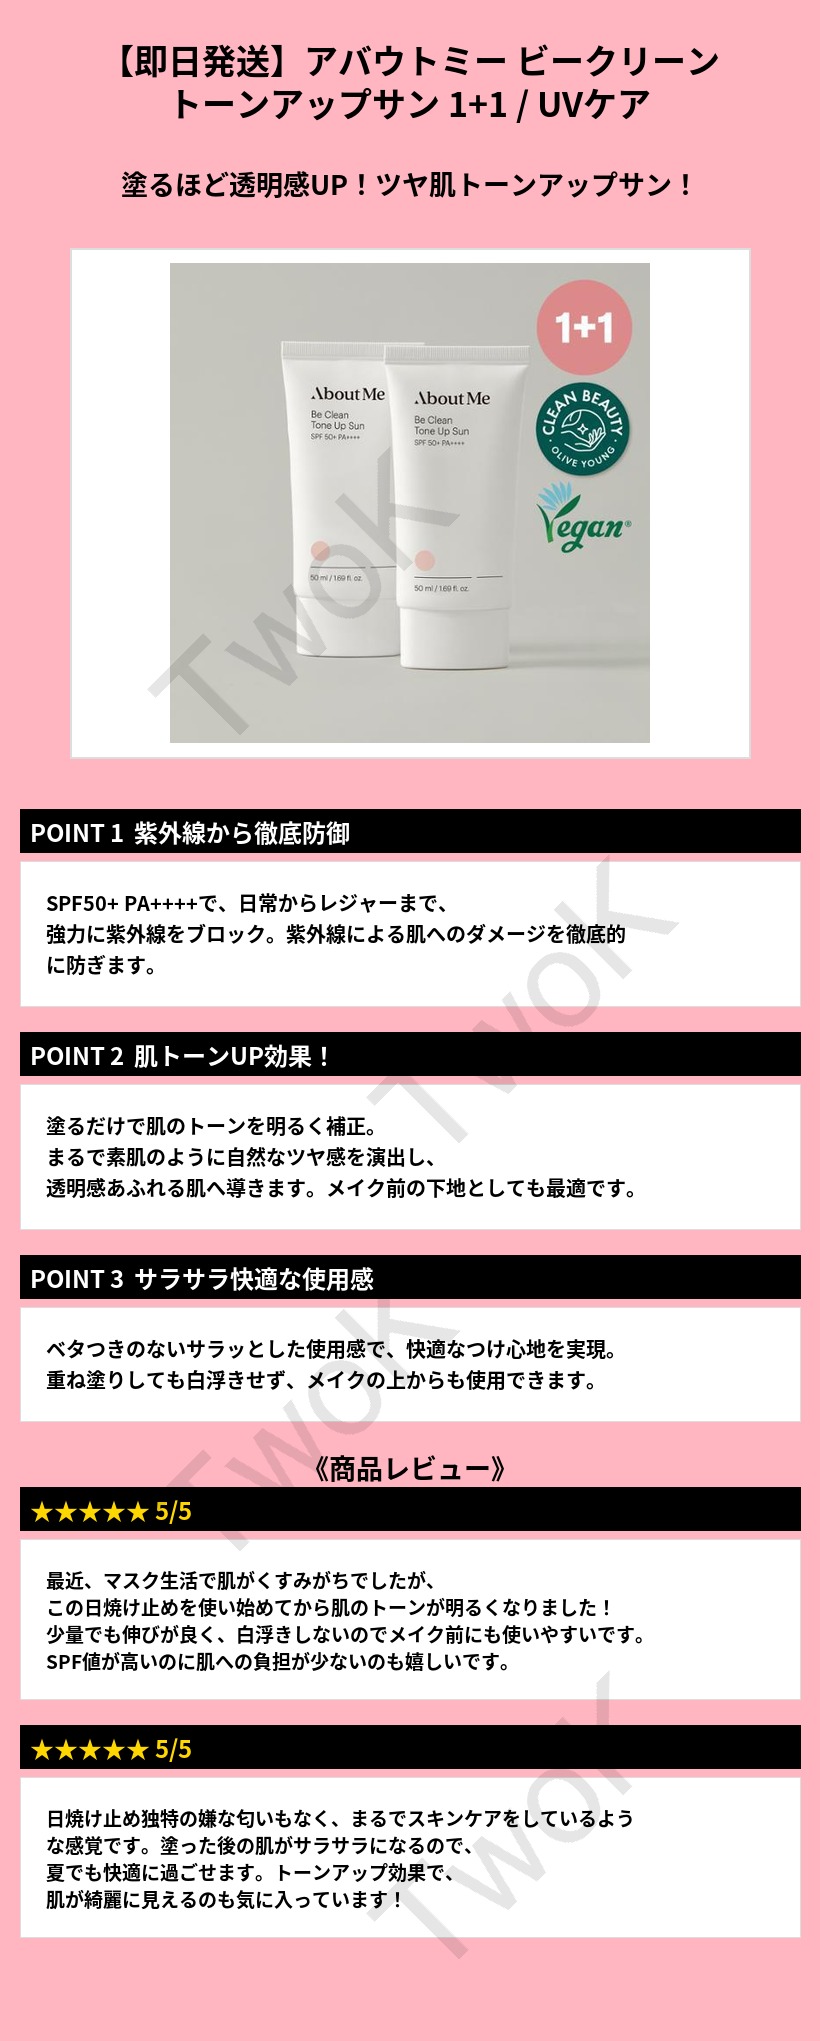 【即日発送】アバウトミー ビークリーン
トーンアップサン 1+1 / UVケア
塗るほど透明感UP！ツヤ肌トーンアップサン！
1+1
CLEAN BEAUTY
OLIVE YOUNG
Vegan®
About Me
Be Clean
Tone Up Sun
SPF 50+ PA++++
50 ml / 1.69 fl. oz.
About Me
Be Clean
Tone Up Sun
SPF 50+ PA++++
50 ml / 1.69 fl. oz.
TwoK
POINT 1 紫外線から徹底防御
SPF50+ PA++++で、日常からレジャーまで、
強力に紫外線をブロック。紫外線による肌へのダメージを徹底的
に防ぎます。
TwoK
POINT 2 肌トーンUP効果！
塗るだけで肌のトーンを明るく補正。
まるで素肌のように自然なツヤ感を演出し、
透明感あふれる肌へ導きます。メイク前の下地としても最適です。
POINT 3 サラサラ快適な使用感
ベタつきのないサラッとした使用感で、快適なつけ心地を実現。
重ね塗りしても白浮きせず、メイクの上からも使用できます。
TwoK
《商品レビュー》
★★★★★ 5/5
最近、マスク生活で肌がくすみがちでしたが、
この日焼け止めを使い始めてから肌のトーンが明るくなりました！
少量でも伸びが良く、白浮きしないのでメイク前にも使いやすいです。
SPF値が高いのに肌への負担が少ないのも嬉しいです。
★★★★★ 5/5
日焼け止め独特の嫌な匂いもなく、まるでスキンケアをしているよう
な感覚です。塗った後の肌がサラサラになるので、
夏でも快適に過ごせます。トーンアップ効果で、
肌が綺麗に見えるのも気に入っています！
TwoK